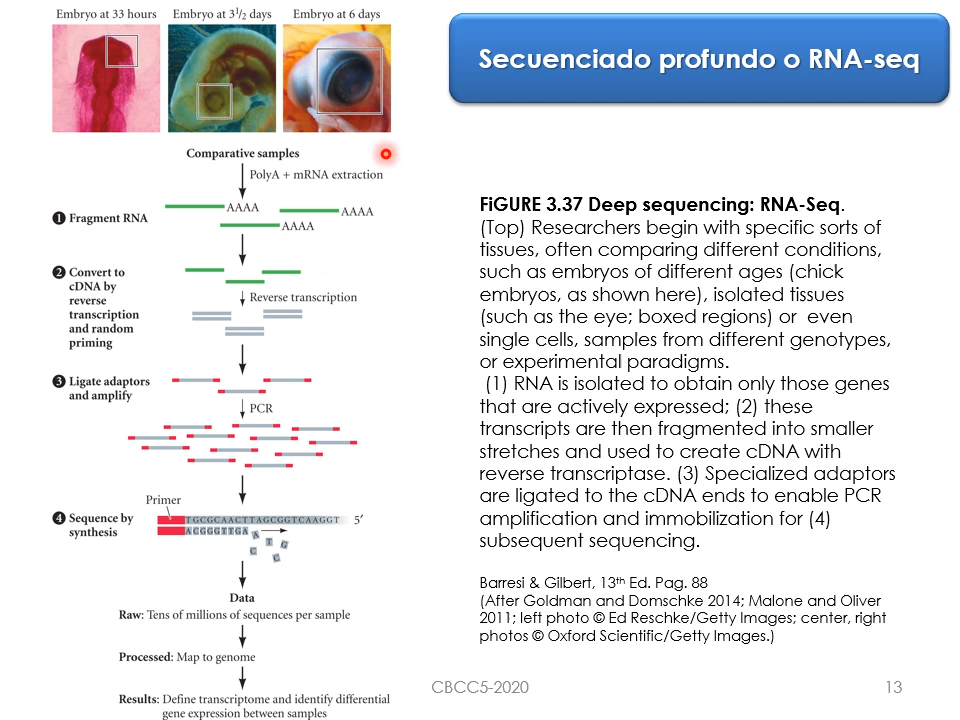 Embryo at 33 hours
Embryo at 3 1/2 days
Embryo at 6 days
Secuenciado profundo o RNA-seq
Comparative samples
PolyA + mRNA extraction
❶ Fragment RNA
AAAA
AAAA
AAAA
❷ Convert to
cDNA by
reverse
transcription
and random
priming
Reverse transcription
❸ Ligate adaptors
and amplify
PCR
Primer
❹ Sequence by
synthesis
TGCGCAACTTAGCGGTCAAGGT 5′
ACGGGTTGA
A
T
G
C
C
Data
Raw: Tens of millions of sequences per sample
Processed: Map to genome
Results: Define transcriptome and identify differential
gene expression between samples
FiGURE 3.37 Deep sequencing: RNA-Seq.
(Top) Researchers begin with specific sorts of
tissues, often comparing different conditions,
such as embryos of different ages (chick
embryos, as shown here), isolated tissues
(such as the eye; boxed regions) or even
single cells, samples from different genotypes,
or experimental paradigms.
(1) RNA is isolated to obtain only those genes
that are actively expressed; (2) these
transcripts are then fragmented into smaller
stretches and used to create cDNA with
reverse transcriptase. (3) Specialized adaptors
are ligated to the cDNA ends to enable PCR
amplification and immobilization for (4)
subsequent sequencing.
Barresi & Gilbert, 13th Ed. Pag. 88
(After Goldman and Domschke 2014; Malone and Oliver
2011; left photo © Ed Reschke/Getty Images; center, right
photos © Oxford Scientific/Getty Images.)
CBCC5-2020
13